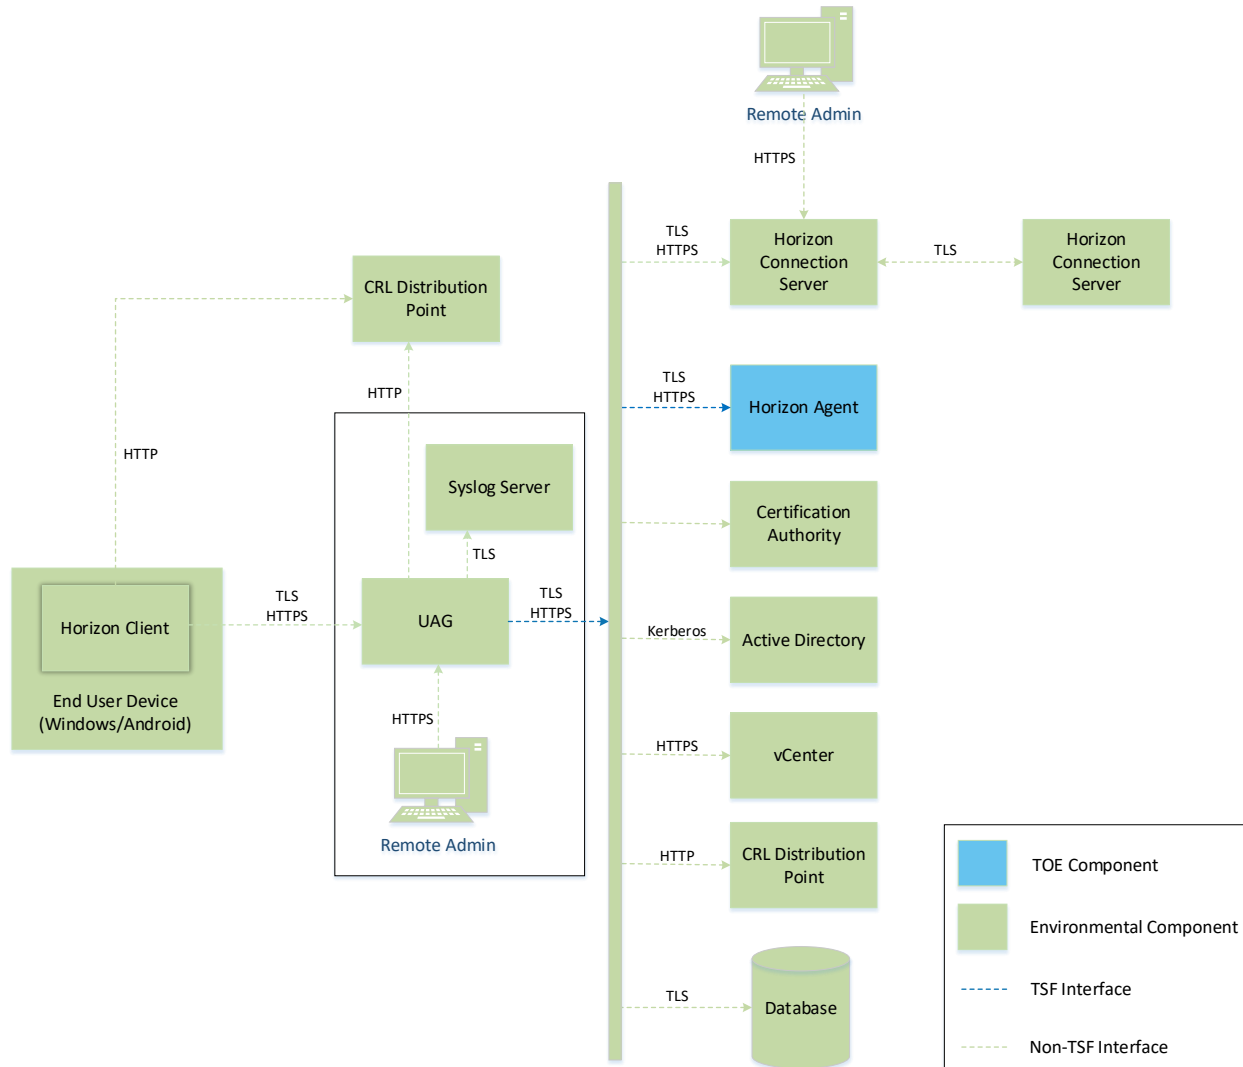 Remote Admin
HTTPS
TLS
HTTPS
Horizon
Connection
Server
TLS
Horizon
Connection
Server
CRL Distribution
Point
HTTP
TLS
HTTPS
Horizon Agent
HTTP
Syslog Server
Certification
Authority
TLS
Horizon Client
TLS
HTTPS
UAG
TLS
HTTPS
Kerberos
Active Directory
End User Device
(Windows/Android)
HTTPS
HTTPS
vCenter
Remote Admin
HTTP
CRL Distribution
Point
TLS
Database
TOE Component
Environmental Component
TSF Interface
Non-TSF Interface